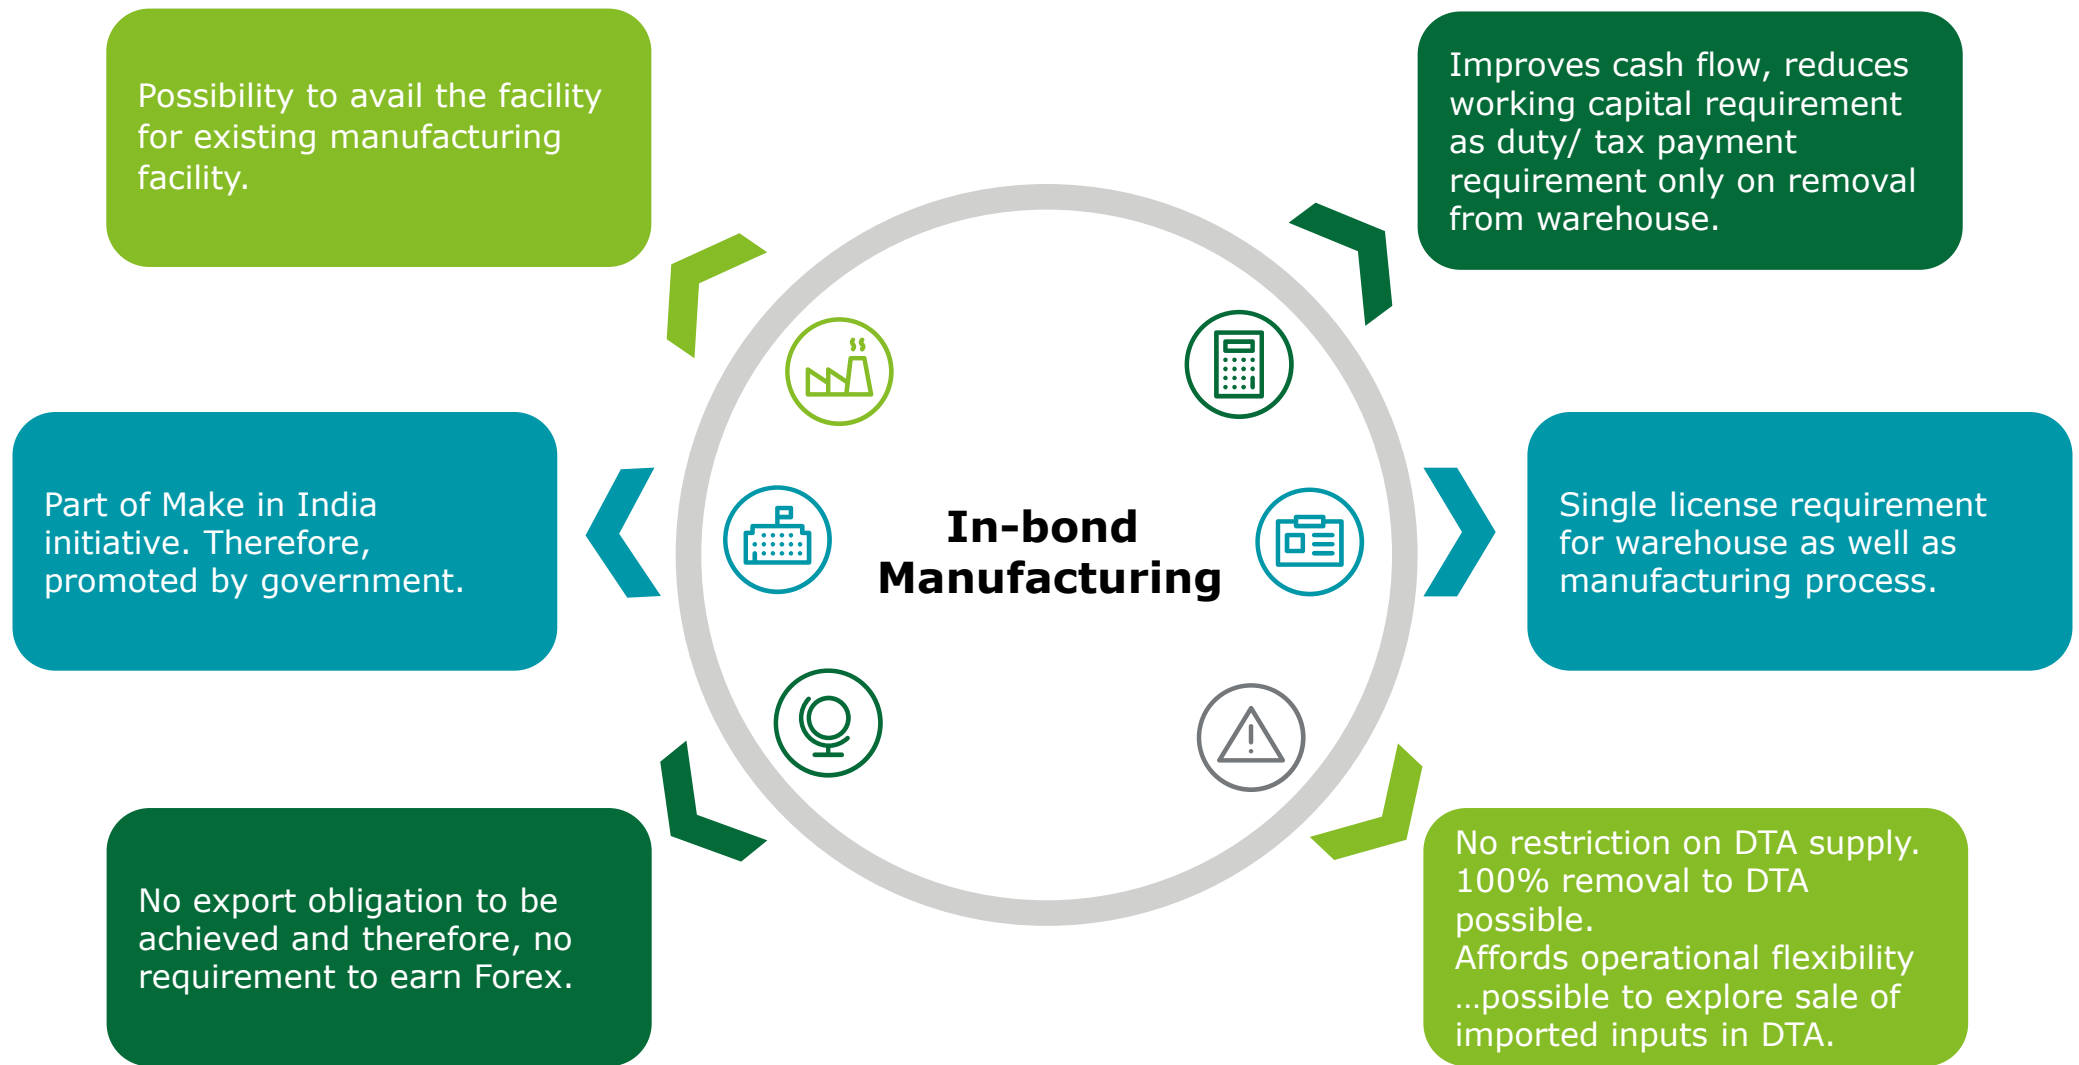 Possibility to avail the facility
for existing manufacturing
facility.
Improves cash flow, reduces
working capital requirement
as duty/ tax payment
requirement only on removal
from warehouse.
Part of Make in India
initiative. Therefore,
promoted by government.
In-bond
Manufacturing
Single license requirement
for warehouse as well as
manufacturing process.
No export obligation to be
achieved and therefore, no
requirement to earn Forex.
No restriction on DTA supply.
100% removal to DTA
possible.
Affords operational flexibility
…possible to explore sale of
imported inputs in DTA.